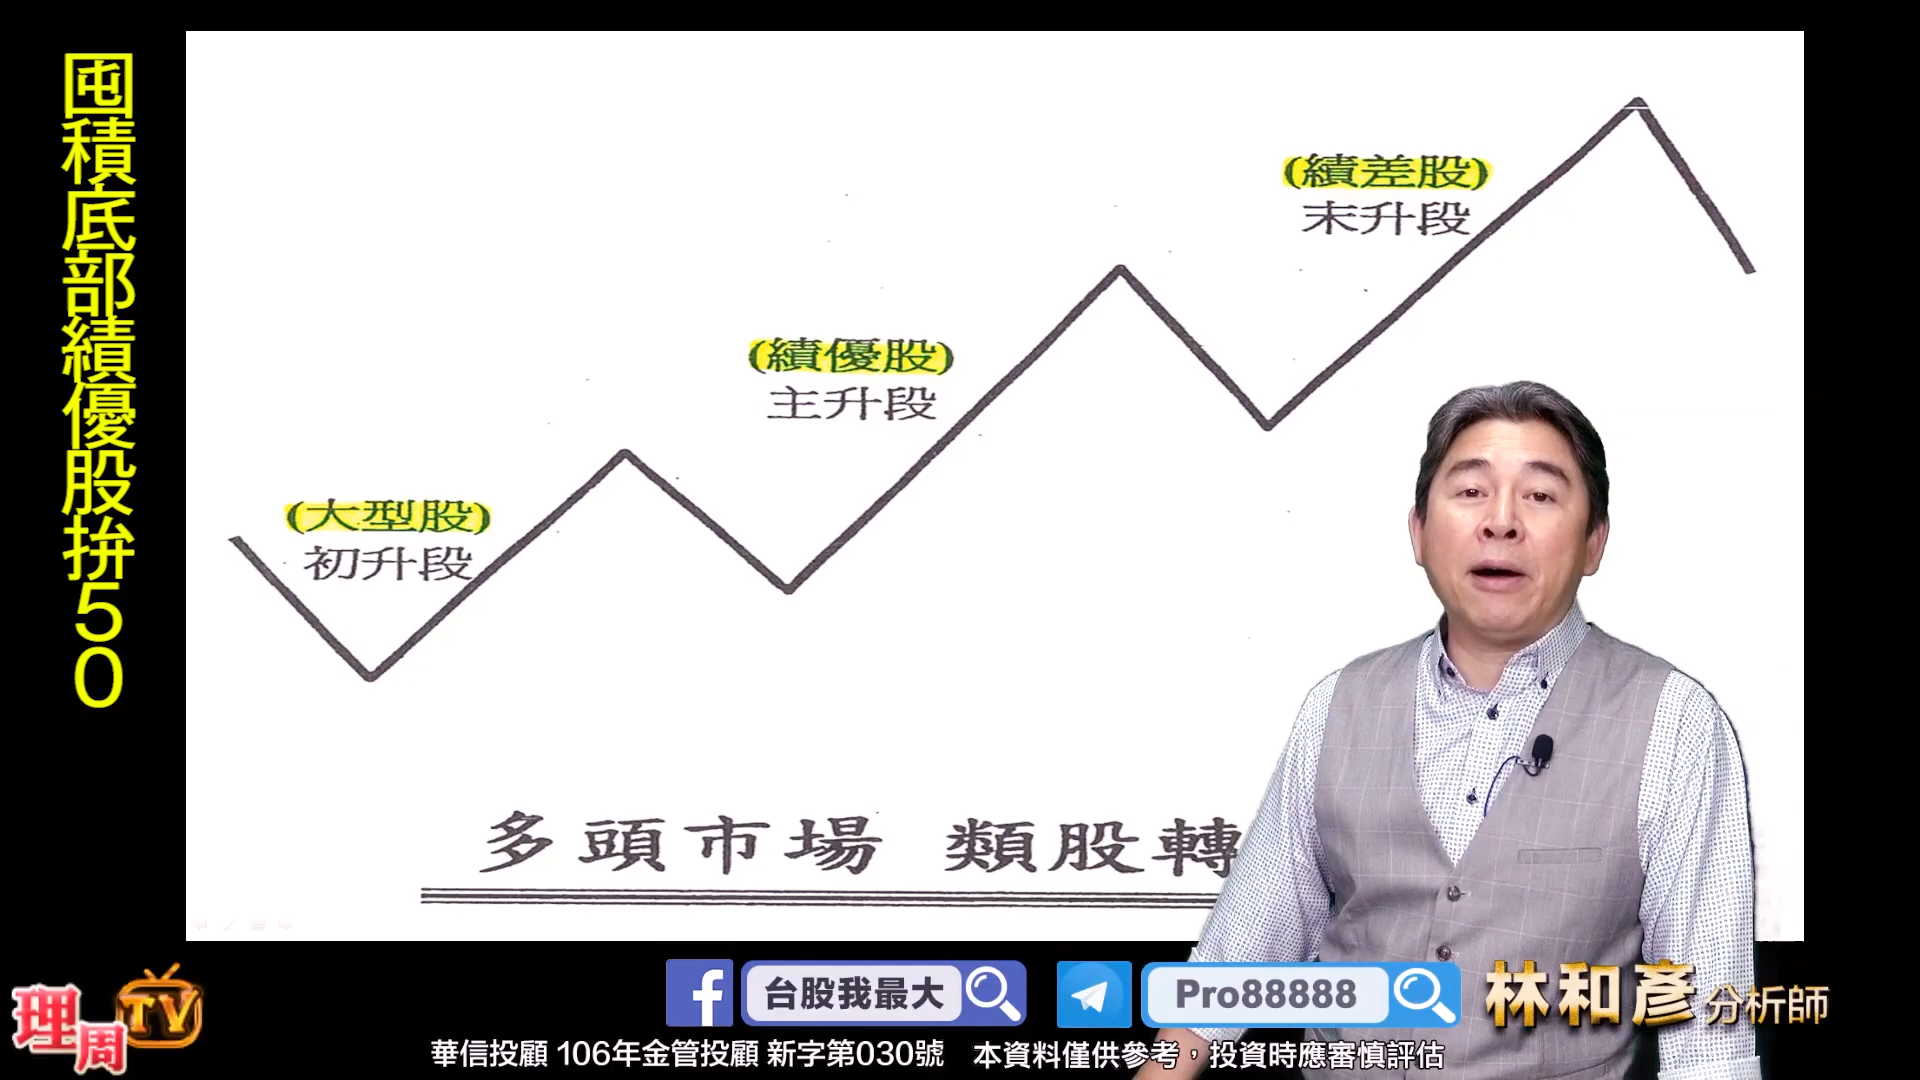 囤積底部績優股拚50
(績差股)
末升段
(績優股)
主升段
(大型股)
初升段
多頭市場 類股轉
理周TV
台股我最大
Pro88888
林和彥分析師
華信投顧 106年金管投顧 新字第030號 本資料僅供參考，投資時應審慎評估